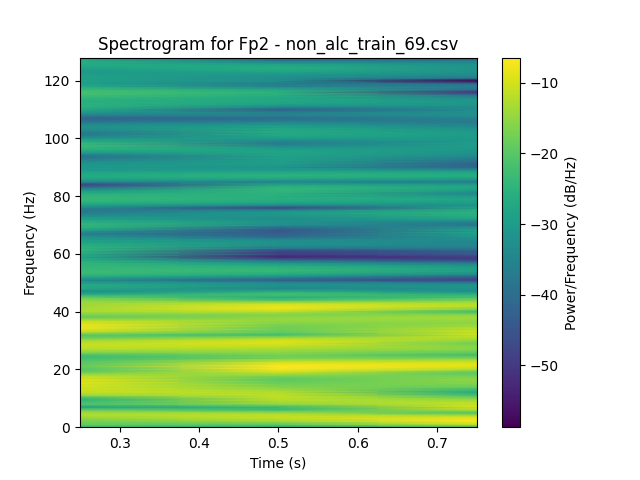 Spectrogram for Fp2 - non_alc_train_69.csv
120
100
80
60
40
20
0
Frequency (Hz)
0.3 0.4 0.5 0.6 0.7
Time (s)
−10
−20
−30
−40
−50
Power/Frequency (dB/Hz)